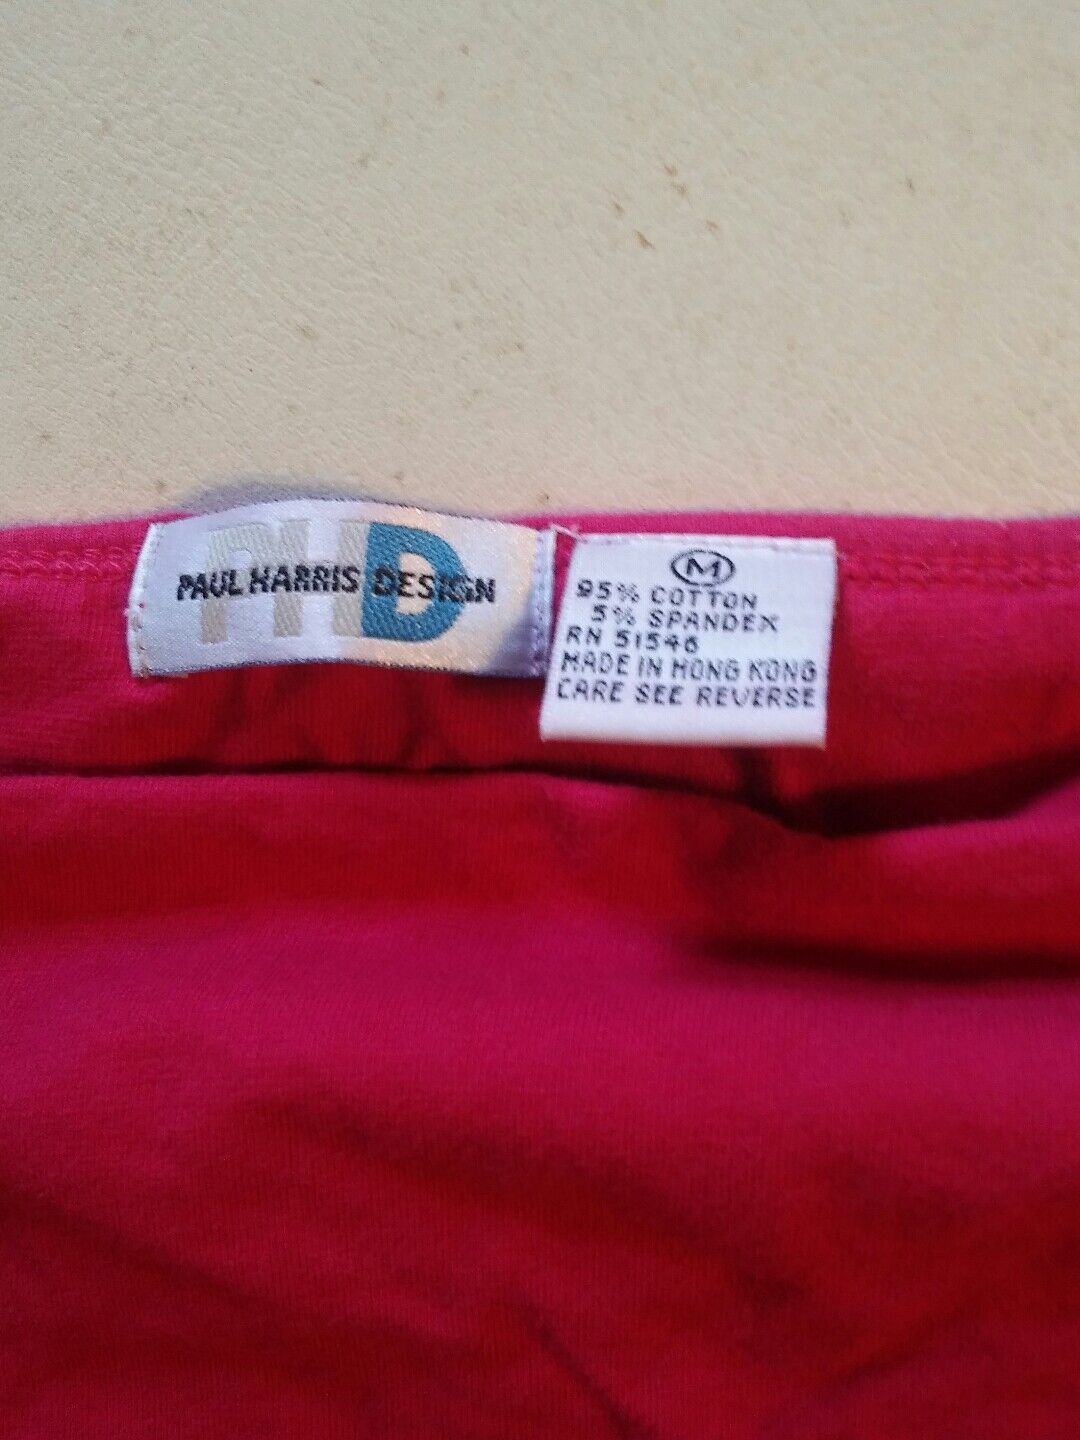 PHD
PAUL HARRIS DESIGN
M
95% COTTON
5% SPANDEX
RN 51546
MADE IN HONG KONG
CARE SEE REVERSE